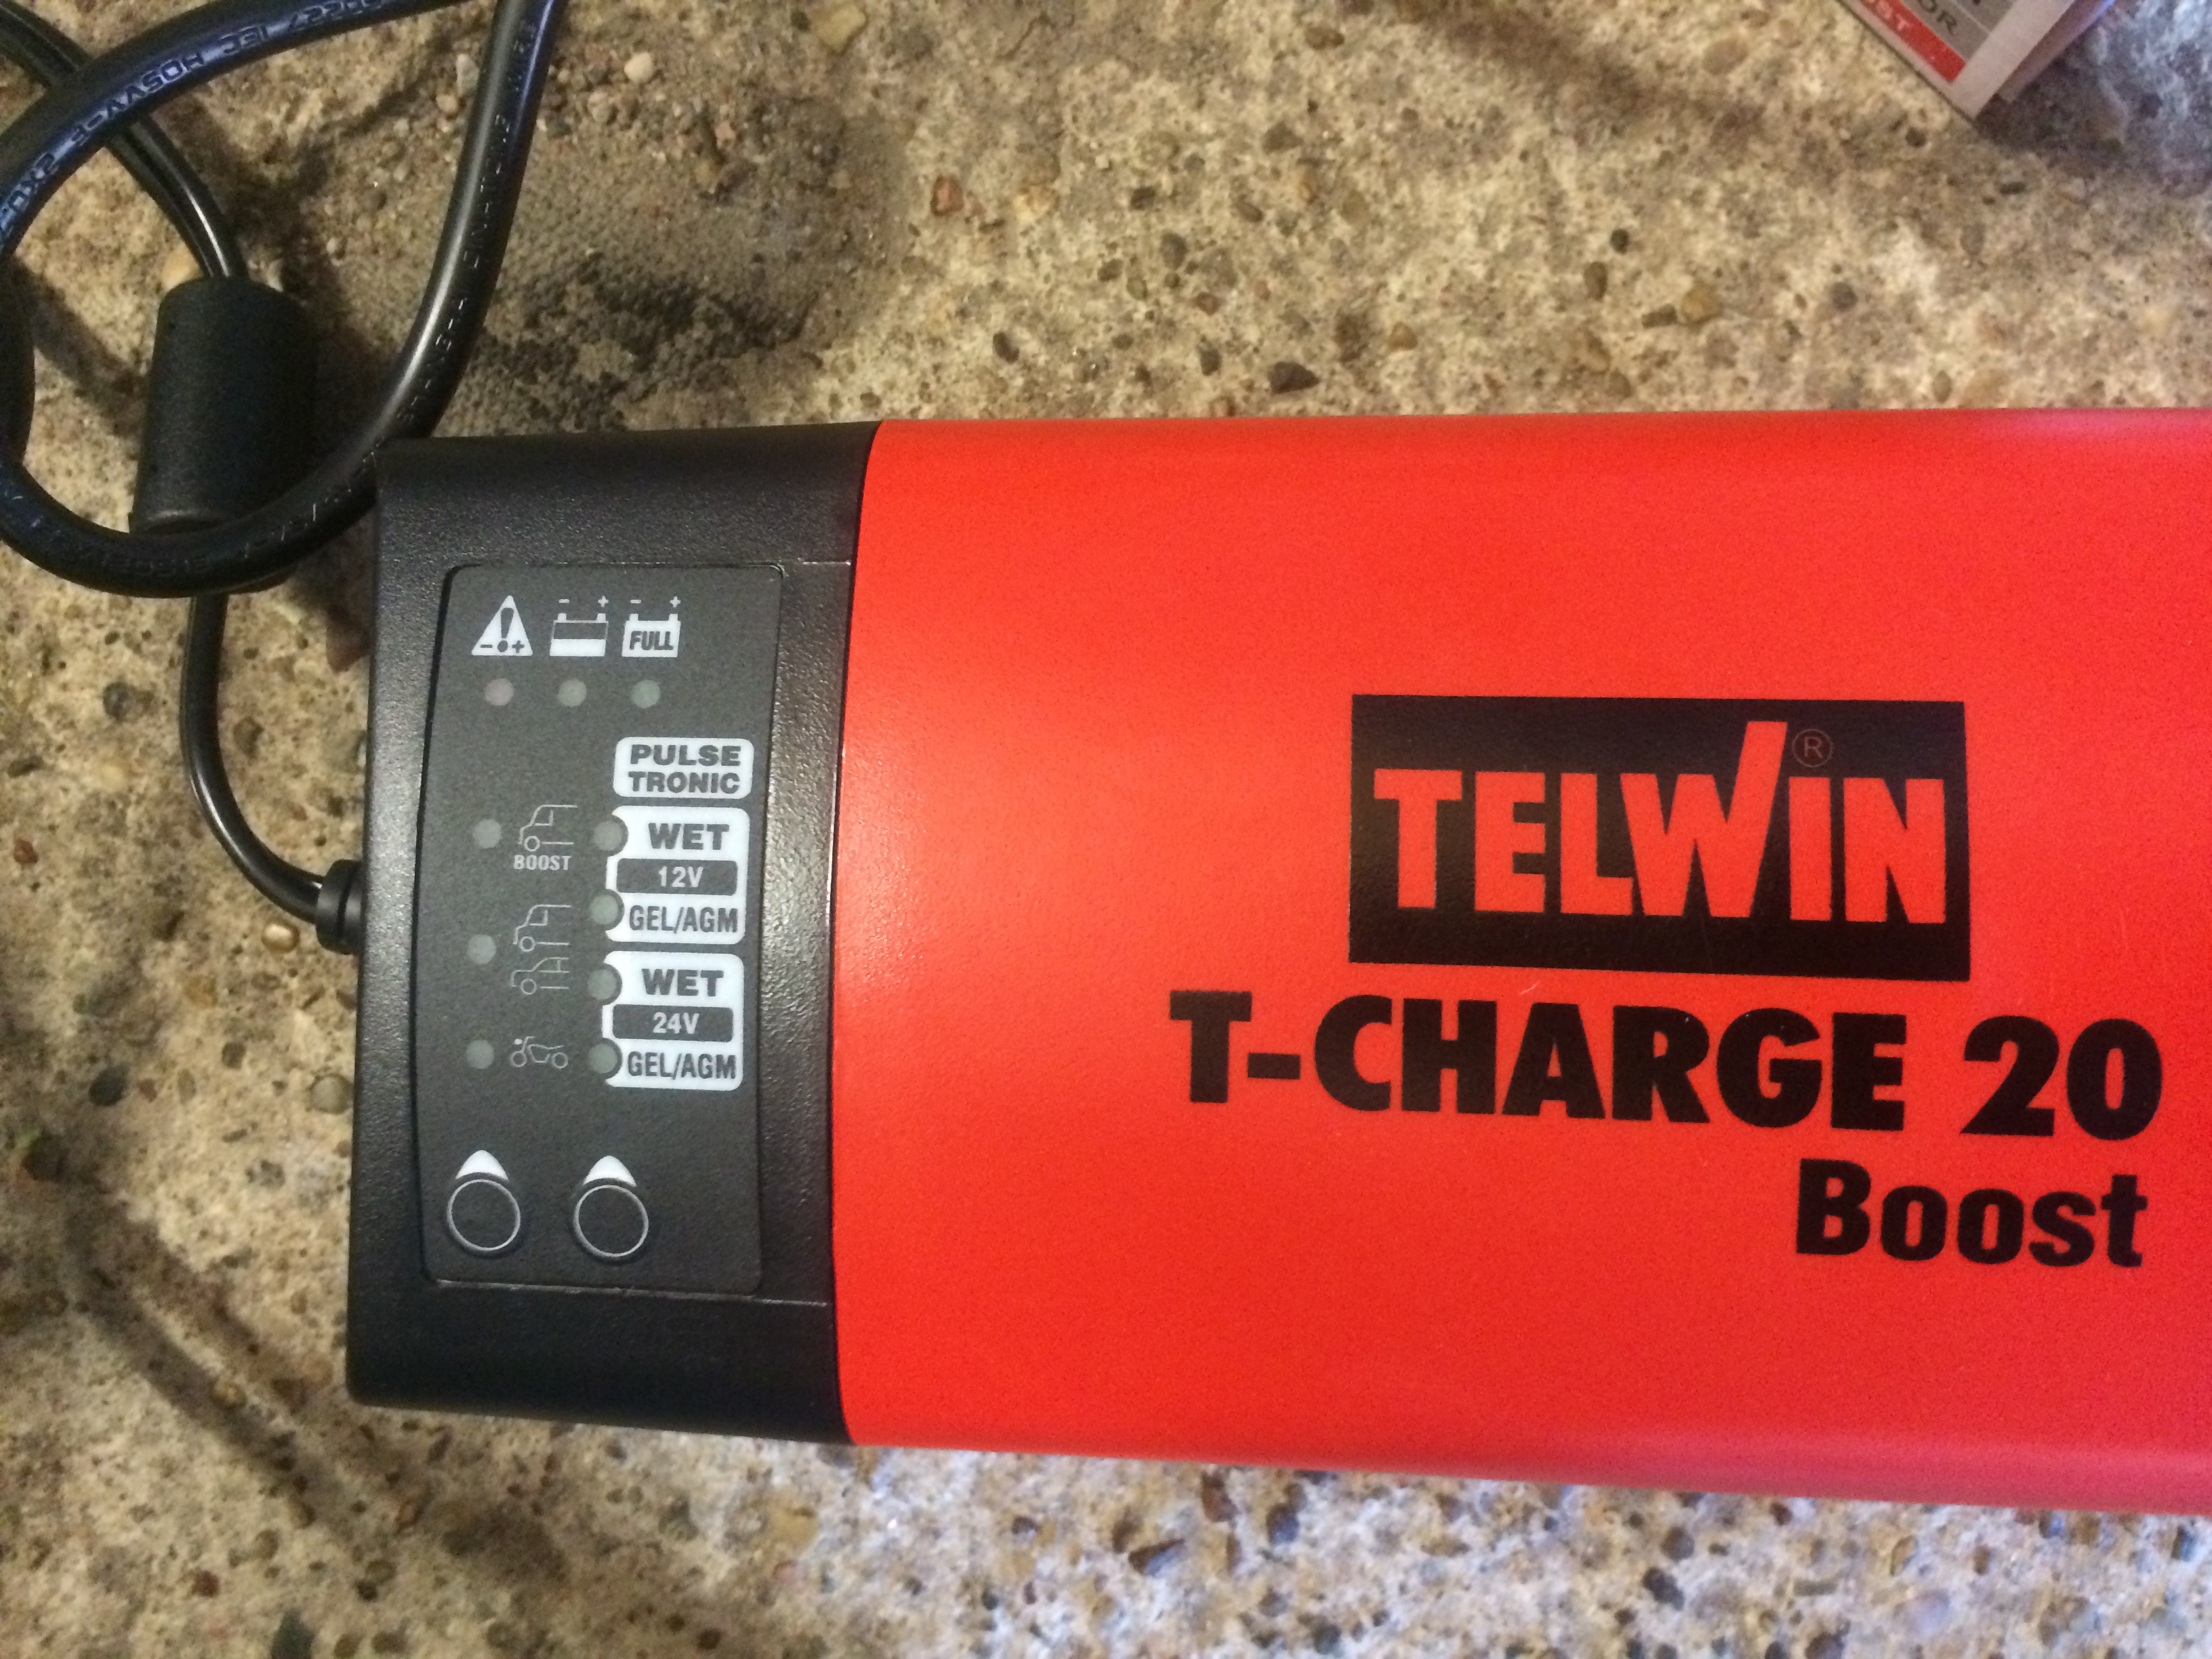 FULL
PULSE
TRONIC
BOOST
WET
12V
GEL/AGM
WET
24V
GEL/AGM
TELWIN®
T-CHARGE 20
Boost